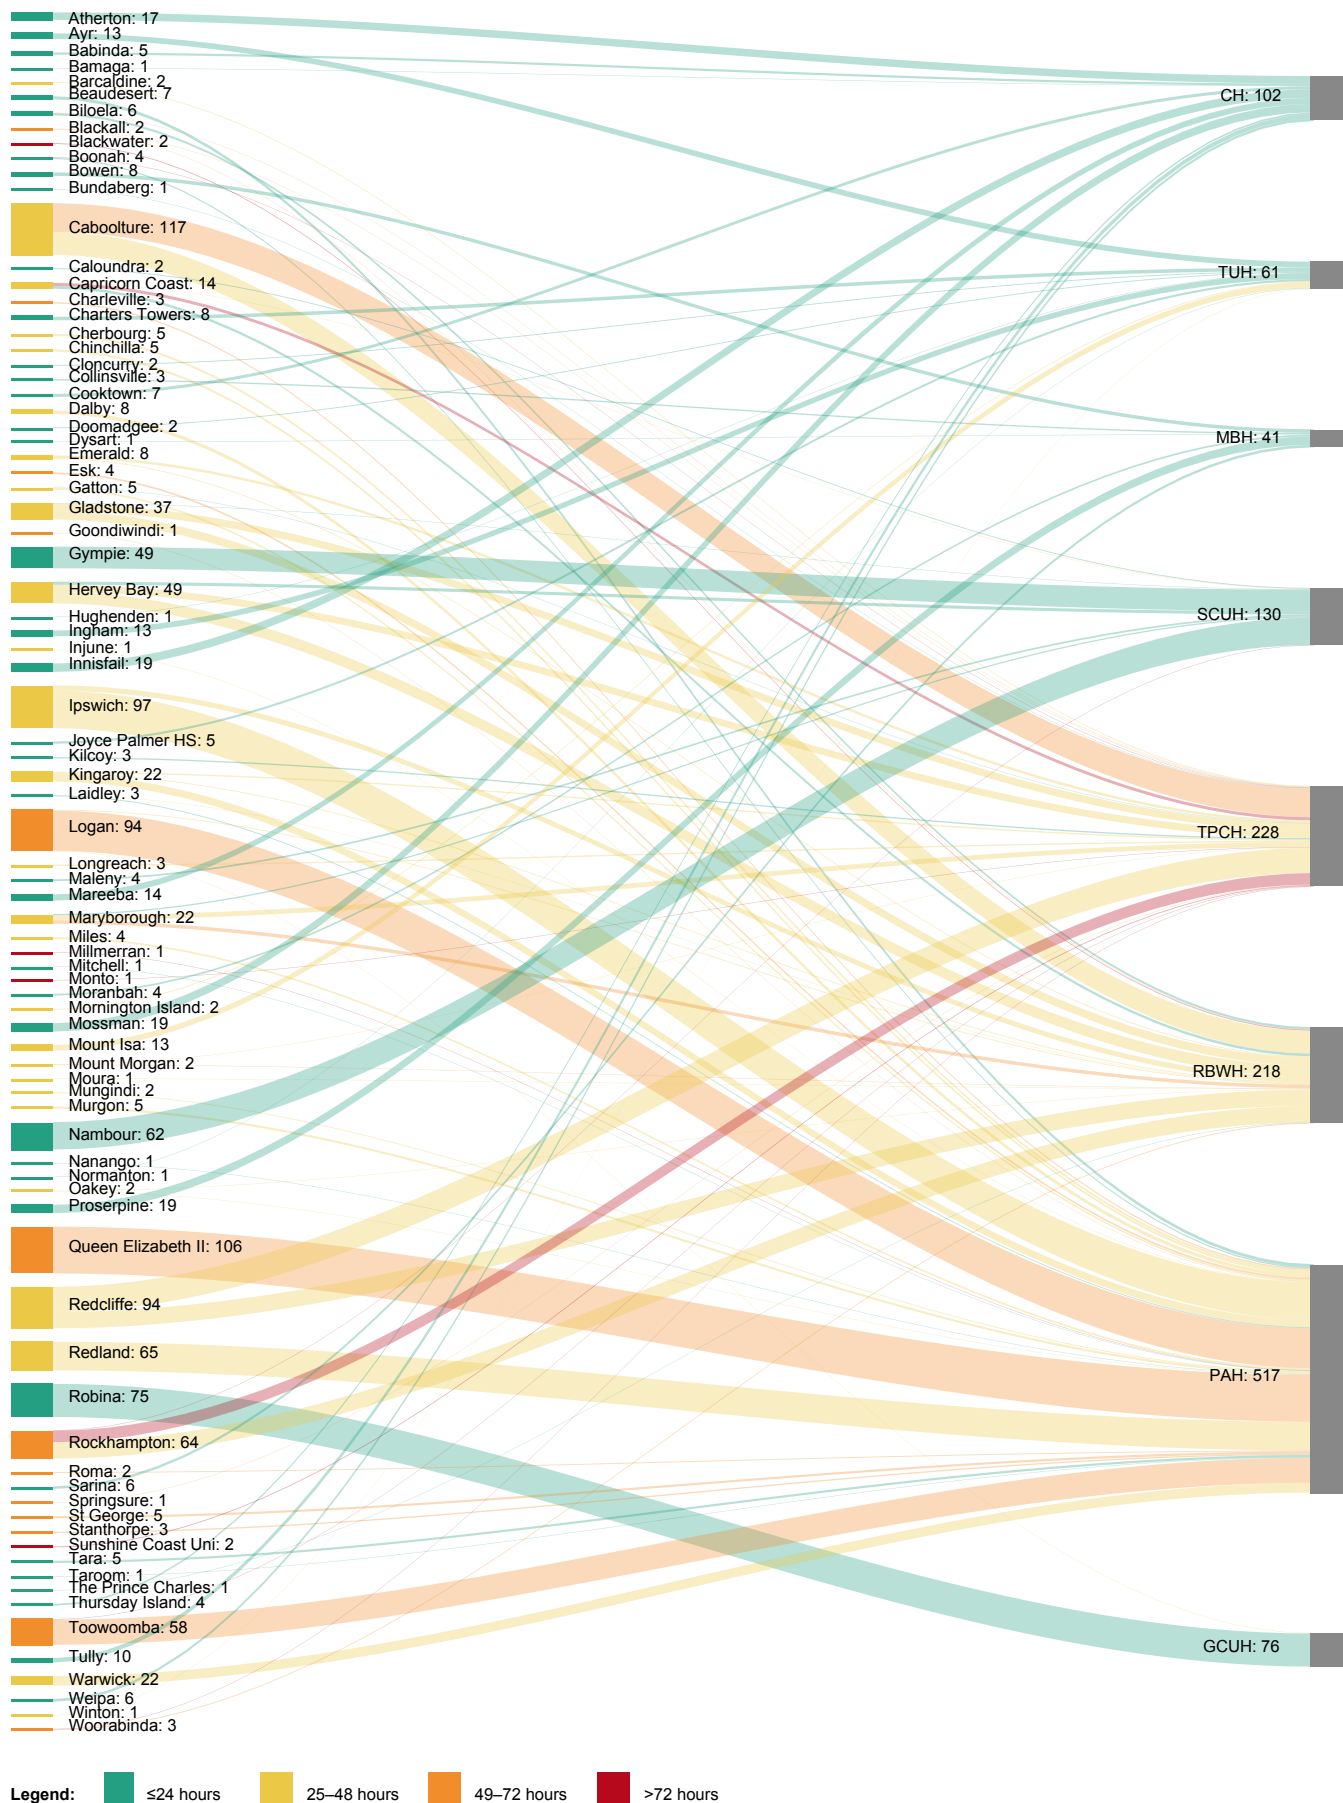 Atherton: 17
Ayr: 13
Babinda: 5
Bamaga: 1
Barcaldine: 2
Beaudesert: 7
Biloela: 6
Blackall: 2
Blackwater: 2
Boonah: 4
Bowen: 8
Bundaberg: 1
Caboolture: 117
Caloundra: 2
Capricorn Coast: 14
Charleville: 3
Charters Towers: 8
Cherbourg: 5
Chinchilla: 5
Cloncurry: 2
Collinsville: 3
Cooktown: 7
Dalby: 8
Doomadgee: 2
Dysart: 1
Emerald: 8
Esk: 4
Gatton: 5
Gladstone: 37
Goondiwindi: 1
Gympie: 49
Hervey Bay: 49
Hughenden: 1
Ingham: 13
Injune: 1
Innisfail: 19
Ipswich: 97
Joyce Palmer HS: 5
Kilcoy: 3
Kingaroy: 22
Laidley: 3
Logan: 94
Longreach: 3
Maleny: 4
Mareeba: 14
Maryborough: 22
Miles: 4
Millmerran: 1
Mitchell: 1
Monto: 1
Moranbah: 4
Mornington Island: 2
Mossman: 19
Mount Isa: 13
Mount Morgan: 2
Moura: 1
Mungindi: 2
Murgon: 5
Nambour: 62
Nanango: 1
Normanton: 1
Oakey: 2
Proserpine: 19
Queen Elizabeth II: 106
Redcliffe: 94
Redland: 65
Robina: 75
Rockhampton: 64
Roma: 2
Sarina: 6
Springsure: 1
St George: 5
Stanthorpe: 3
Sunshine Coast Uni: 2
Tara: 5
Taroom: 1
The Prince Charles: 1
Thursday Island: 4
Toowoomba: 58
Tully: 10
Warwick: 22
Weipa: 6
Winton: 1
Woorabinda: 3
CH: 102
TUH: 61
MBH: 41
SCUH: 130
TPCH: 228
RBWH: 218
PAH: 517
GCUH: 76
Legend: ≤24 hours 25–48 hours 49–72 hours >72 hours